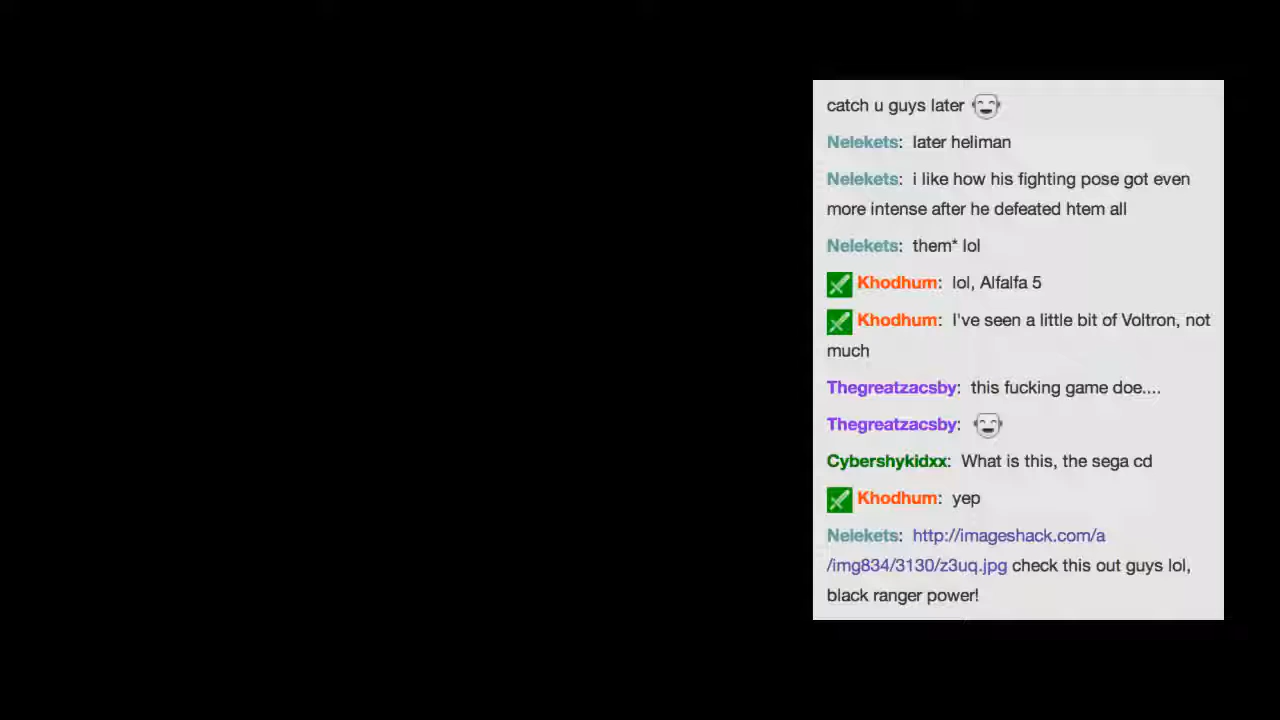 catch u guys later
Nelekets: later heliman
Nelekets: i like how his fighting pose got even
more intense after he defeated htem all
Nelekets: them* lol
Khodhum: lol, Alfalfa 5
Khodhum: I've seen a little bit of Voltron, not
much
Thegreatzacsby: this fucking game doe....
Thegreatzacsby:
Cybershykidxx: What is this, the sega cd
Khodhum: yep
Nelekets: http://imageshack.com/a
/img834/3130/z3uq.jpg check this out guys lol,
black ranger power!